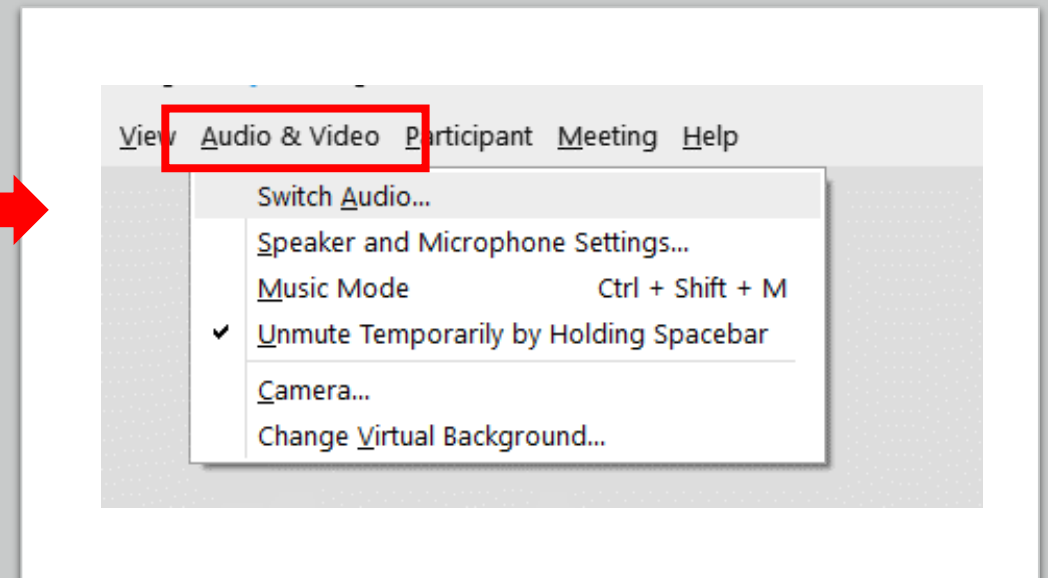 View Audio & Video Participant Meeting Help
Switch Audio...
Speaker and Microphone Settings...
Music Mode Ctrl + Shift + M
Unmute Temporarily by Holding Spacebar
Camera...
Change Virtual Background...